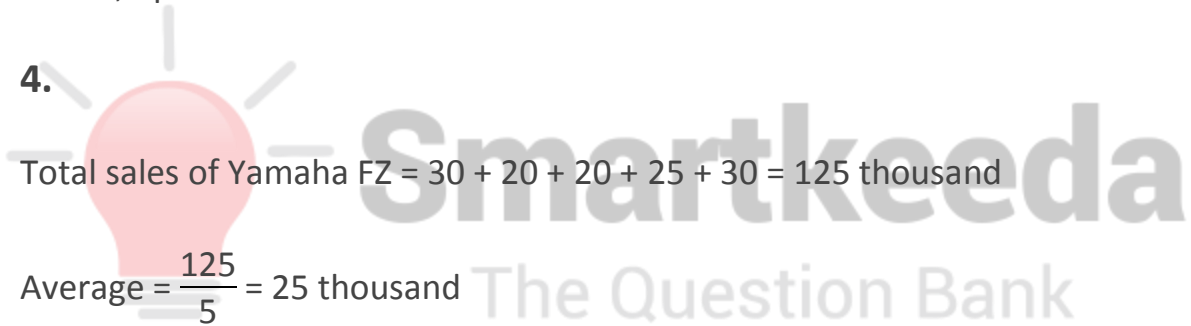 4.
Smartkeeda
Total sales of Yamaha FZ = 30 + 20 + 20 + 25 + 30 = 125 thousand
The Question Bank
Average = 125/5 = 25 thousand